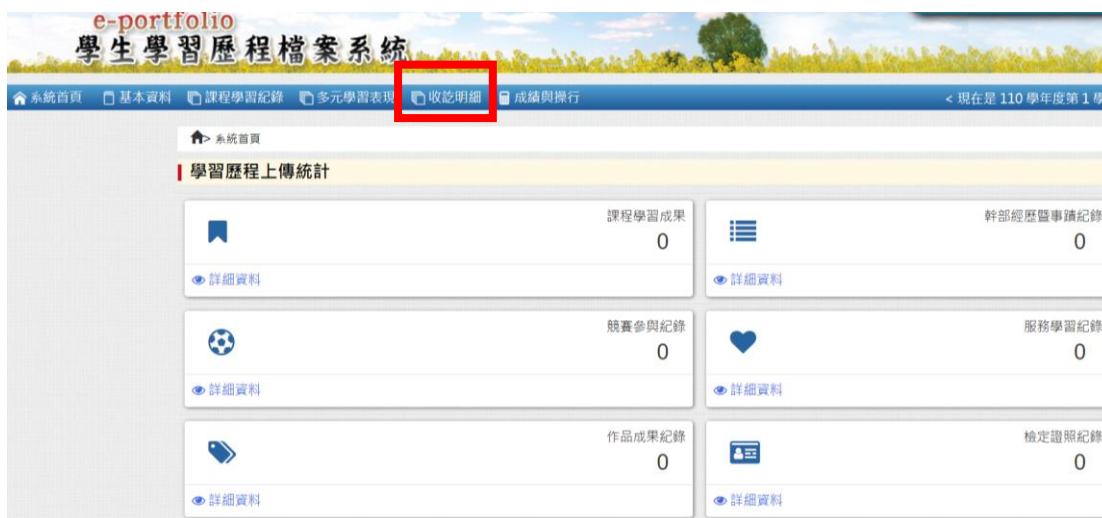 e-portfolio
學生學習歷程檔案系統
系統首頁 基本資料 課程學習紀錄 多元學習表現 收訖明細 成績與操行 < 現在是 110 學年度第 1 學
> 系統首頁
學習歷程上傳統計
課程學習成果
0
詳細資料
幹部經歷暨事蹟紀錄
0
詳細資料
競賽參與紀錄
0
詳細資料
服務學習紀錄
0
詳細資料
作品成果紀錄
0
詳細資料
檢定證照紀錄
0
詳細資料